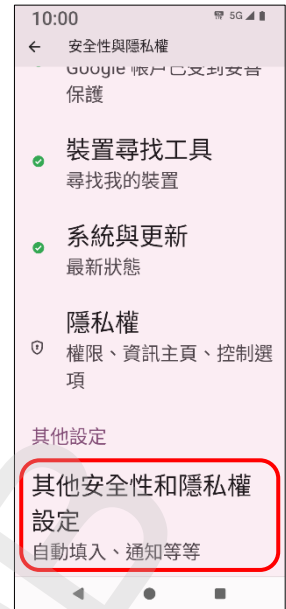 10:00 5G
安全性與隱私權
Google 帳戶已受到妥善
保護
裝置尋找工具
尋找我的裝置
系統與更新
最新狀態
隱私權
權限、資訊主頁、控制選
項
其他設定
其他安全性和隱私權
設定
自動填入、通知等等